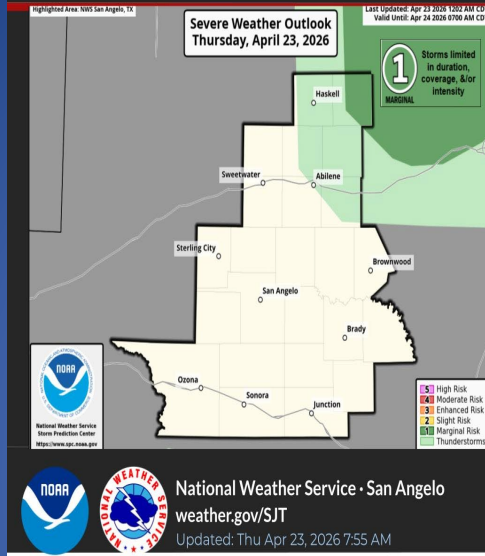 Highlighted Area: NWS San Angelo, TX
Last Updated: Apr 23 2026 1202 AM CD
Valid Until: Apr 24 2026 0700 AM CD
Severe Weather Outlook
Thursday, April 23, 2026
1
MARGINAL
Storms limited
in duration,
coverage, &/or
intensity
Haskell
Sweetwater
Abilene
Sterling City
Brownwood
San Angelo
Brady
Ozona
Sonora
Junction
NOAA
National Weather Service
Storm Prediction Center
https://www.spc.noaa.gov
5 High Risk
4 Moderate Risk
3 Enhanced Risk
2 Slight Risk
1 Marginal Risk
Thunderstorms
NOAA
NATIONAL WEATHER SERVICE
National Weather Service · San Angelo
weather.gov/SJT
Updated: Thu Apr 23, 2026 7:55 AM